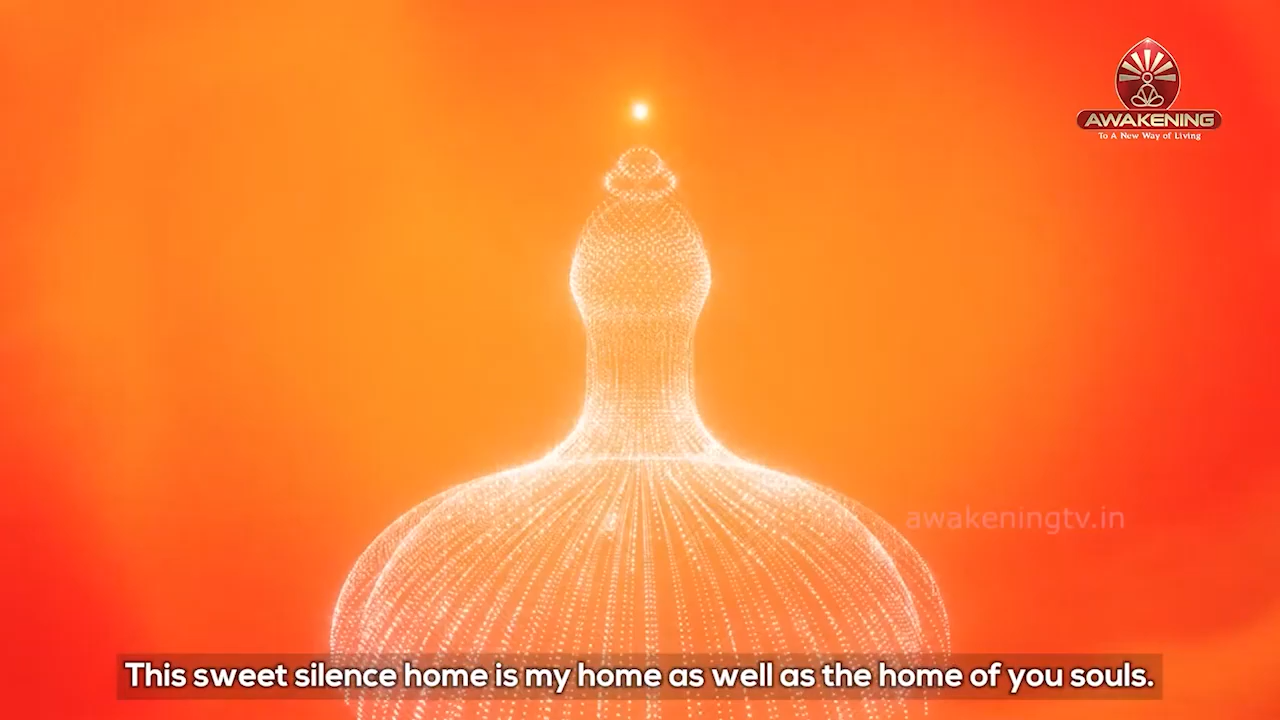 AWAKENING
To A New Way of Living
awakeningtv.in
This sweet silence home is my home as well as the home of you souls.